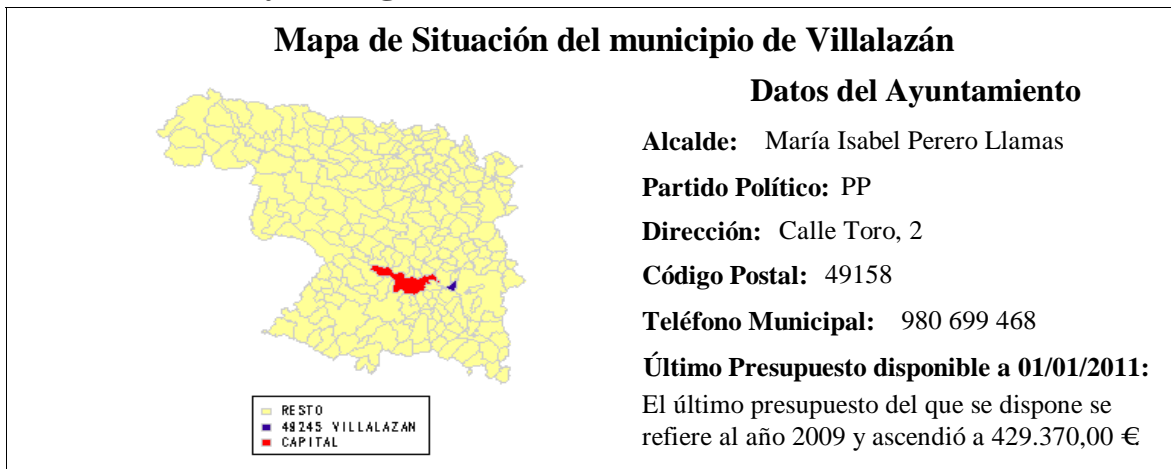 Mapa de Situación del municipio de Villalazán
Datos del Ayuntamiento
Alcalde: María Isabel Perero Llamas
Partido Político: PP
Dirección: Calle Toro, 2
Código Postal: 49158
Teléfono Municipal: 980 699 468
Último Presupuesto disponible a 01/01/2011:
El último presupuesto del que se dispone se
refiere al año 2009 y ascendió a 429.370,00 €
RESTO
49245 VILLALAZAN
CAPITAL